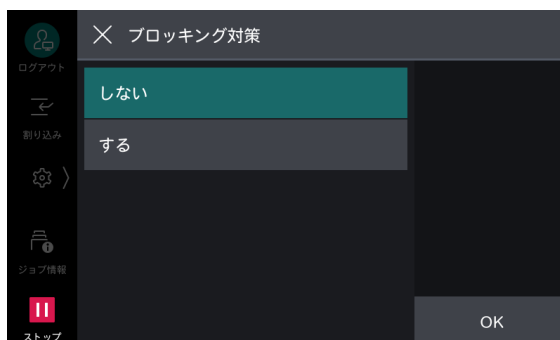 ブロッキング対策
ログアウト
しない
割り込み
する
ジョブ情報
OK
ストップ